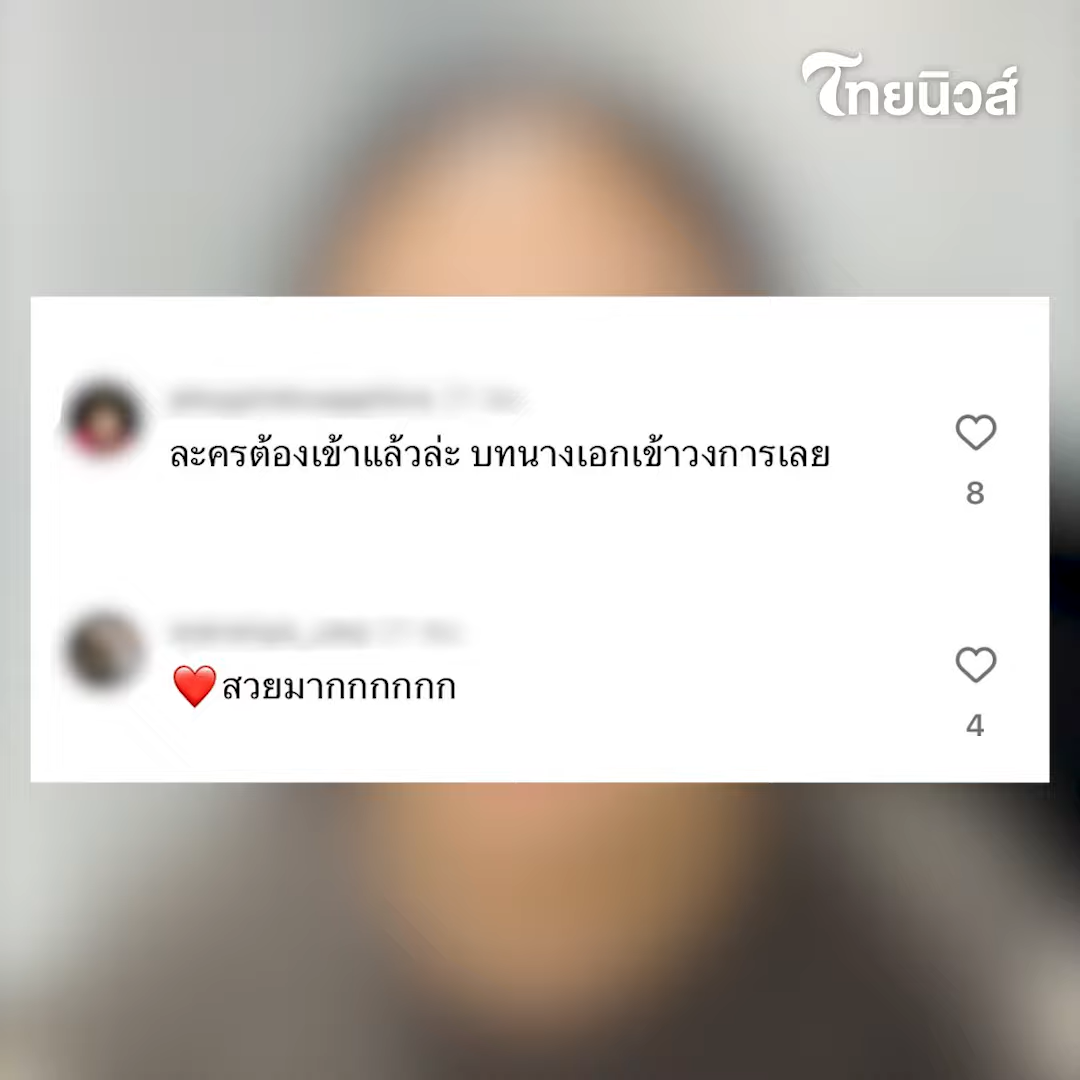 ไทยนิวส์
ละครต้องเข้าแล้วล่ะ บทนางเอกเข้าวงการเลย
8
❤️สวยมากกกกกก
4